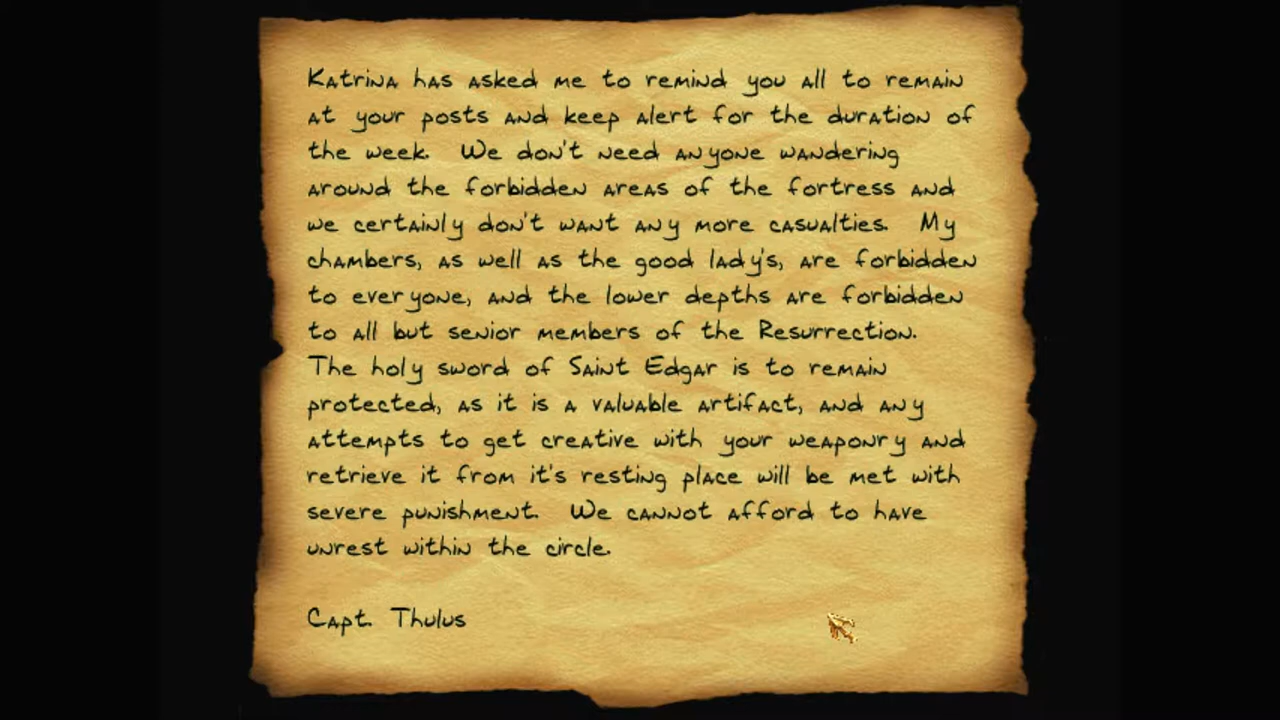 Katrina has asked me to remind you all to remain
at your posts and keep alert for the duration of
the week. We don't need anyone wandering
around the forbidden areas of the fortress and
we certainly don't want any more casualties. My
chambers, as well as the good lady's, are forbidden
to everyone, and the lower depths are forbidden
to all but senior members of the Resurrection.
The holy sword of Saint Edgar is to remain
protected, as it is a valuable artifact, and any
attempts to get creative with your weaponry and
retrieve it from it's resting place will be met with
severe punishment. We cannot afford to have
unrest within the circle.
Capt. Thulus